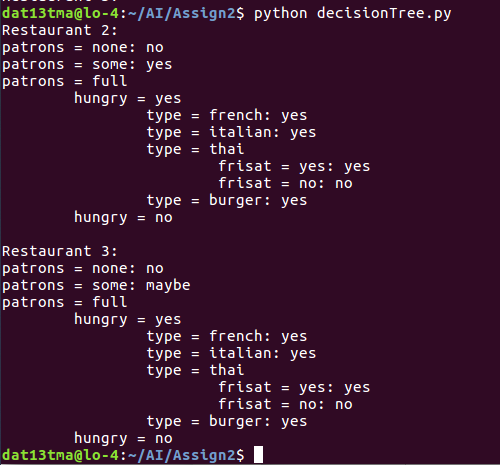 dat13tma@lo-4:~/AI/Assign2$ python decisionTree.py
Restaurant 2:
patrons = none: no
patrons = some: yes
patrons = full
        hungry = yes
                type = french: yes
                type = italian: yes
                type = thai
                        frisat = yes: yes
                        frisat = no: no
                type = burger: yes
        hungry = no

Restaurant 3:
patrons = none: no
patrons = some: maybe
patrons = full
        hungry = yes
                type = french: yes
                type = italian: yes
                type = thai
                        frisat = yes: yes
                        frisat = no: no
                type = burger: yes
        hungry = no
dat13tma@lo-4:~/AI/Assign2$